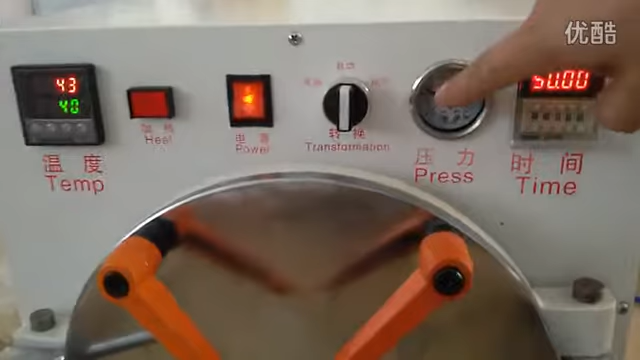 优酷
43
40
50.00
加热
Heat
电源
Power
转换
Transformation
温度
Temp
压力
Press
时间
Time